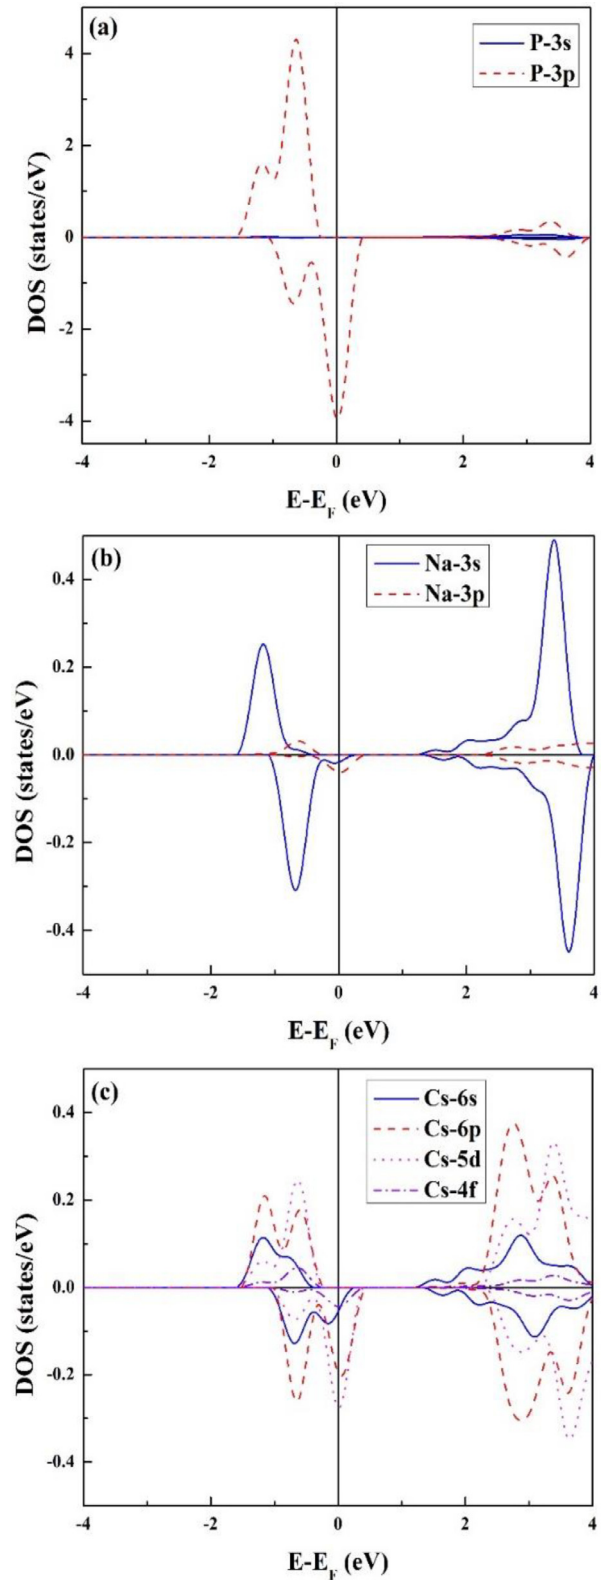 (a)
P-3s
P-3p
DOS (states/eV)
4
2
0
-2
-4
-4
-2
0
2
4
E-E_F (eV)
(b)
Na-3s
Na-3p
DOS (states/eV)
0.4
0.2
0.0
-0.2
-0.4
-4
-2
0
2
4
E-E_F (eV)
(c)
Cs-6s
Cs-6p
Cs-5d
Cs-4f
DOS (states/eV)
0.4
0.2
0.0
-0.2
-0.4
-4
-2
0
2
4
E-E_F (eV)